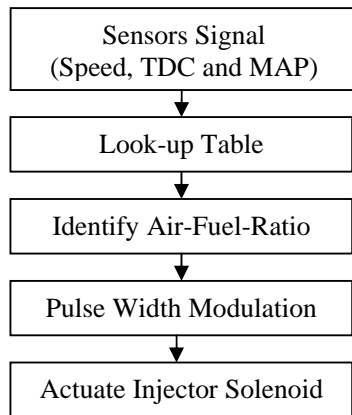 Sensors Signal
(Speed, TDC and MAP)
Look-up Table
Identify Air-Fuel-Ratio
Pulse Width Modulation
Actuate Injector Solenoid